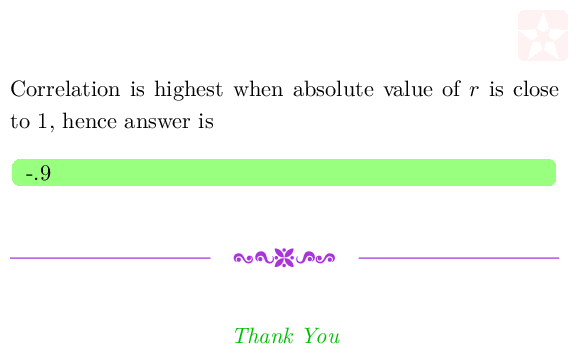 Correlation is highest when absolute value of r is close
to 1, hence answer is
-.9
Thank You